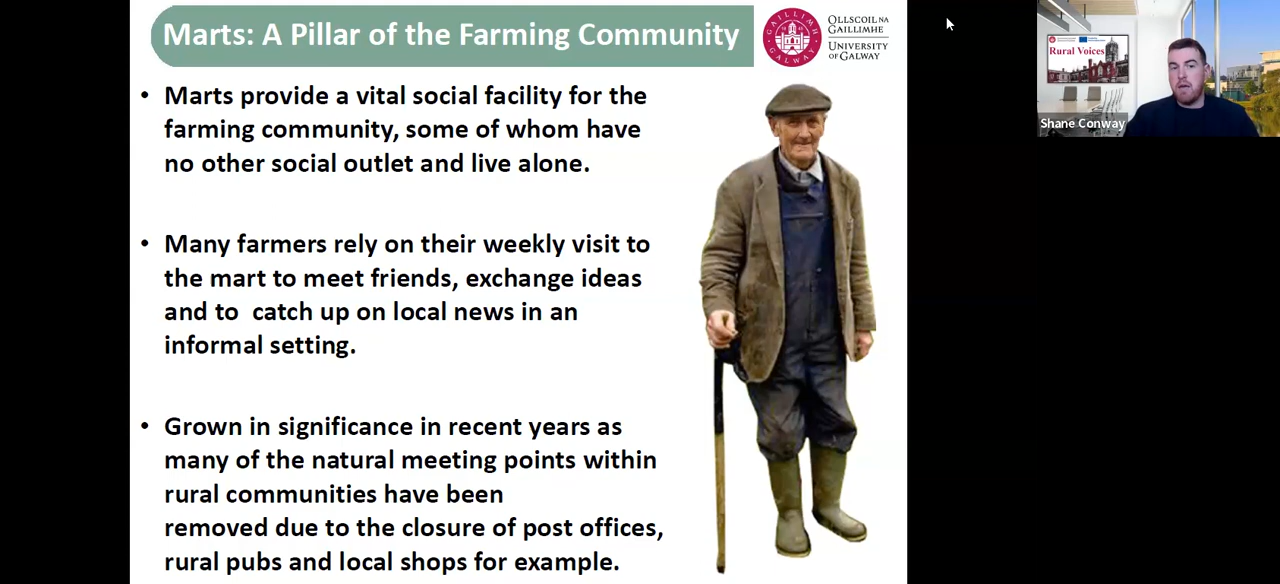 Marts: A Pillar of the Farming Community
OLLSCOIL NA
GAILLIMHE
UNIVERSITY
OF GALWAY
• Marts provide a vital social facility for the
farming community, some of whom have
no other social outlet and live alone.
• Many farmers rely on their weekly visit to
the mart to meet friends, exchange ideas
and to  catch up on local news in an
informal setting.
• Grown in significance in recent years as
many of the natural meeting points within
rural communities have been
removed due to the closure of post offices,
rural pubs and local shops for example.
Rural Voices
Shane Conway